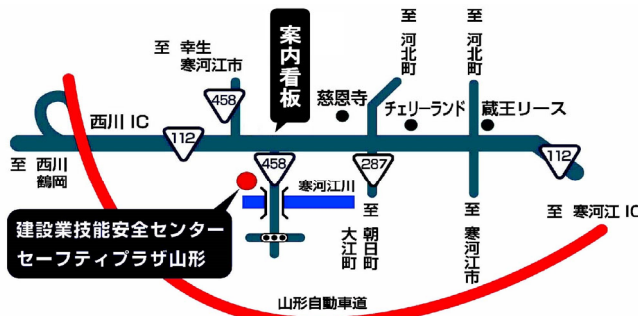 至 幸生
寒河江市
458
案内看板
至 河北町
至 河北町
慈恩寺
チェリーランド
蔵王リース
西川 IC
112
458
287
112
至 西川
鶴岡
寒河江川
建設業技能安全センター
セーフティプラザ山形
至 朝日町
大江町
至 寒河江市
至 寒河江 IC
山形自動車道